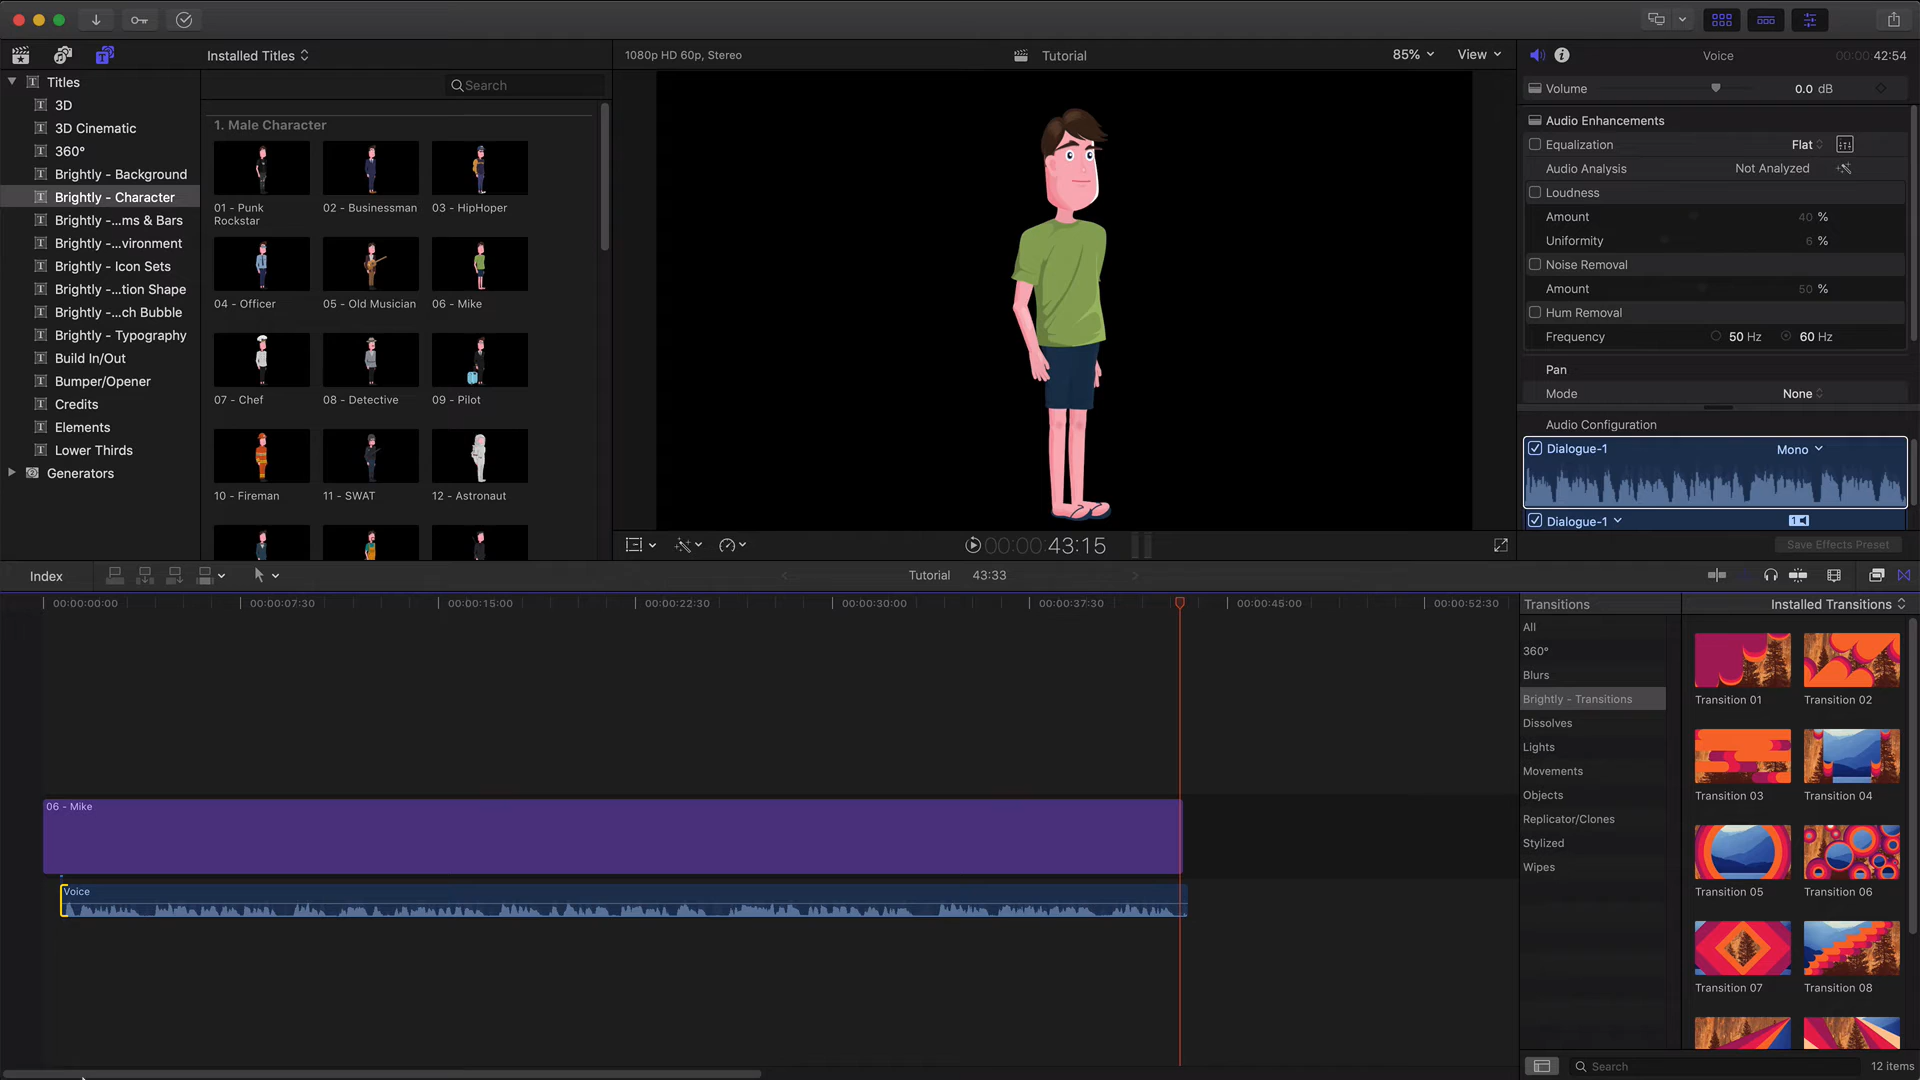 Installed Titles
1080p HD 60p, Stereo
Tutorial
85%
View
Voice
00:00:42:54
Titles
3D
3D Cinematic
360°
Brightly - Background
Brightly - Character
Brightly -...ms & Bars
Brightly -...vironment
Brightly - Icon Sets
Brightly -...tion Shape
Brightly -...ch Bubble
Brightly - Typography
Build In/Out
Bumper/Opener
Credits
Elements
Lower Thirds
Generators
Search
1. Male Character
01 - Punk
Rockstar
02 - Businessman
03 - HipHoper
04 - Officer
05 - Old Musician
06 - Mike
07 - Chef
08 - Detective
09 - Pilot
10 - Fireman
11 - SWAT
12 - Astronaut
00:00:43:15
Volume
0.0 dB
Audio Enhancements
Equalization
Flat
Audio Analysis
Not Analyzed
Loudness
Amount
40 %
Uniformity
6 %
Noise Removal
Amount
50 %
Hum Removal
Frequency
50 Hz
60 Hz
Pan
Mode
None
Audio Configuration
Dialogue-1
Mono
Dialogue-1
Save Effects Preset
Index
Tutorial
43:33
00:00:00:00
00:00:07:30
00:00:15:00
00:00:22:30
00:00:30:00
00:00:37:30
00:00:45:00
00:00:52:30
06 - Mike
Voice
Transitions
Installed Transitions
All
360°
Blurs
Brightly - Transitions
Dissolves
Lights
Movements
Objects
Replicator/Clones
Stylized
Wipes
Transition 01
Transition 02
Transition 03
Transition 04
Transition 05
Transition 06
Transition 07
Transition 08
Search
12 items